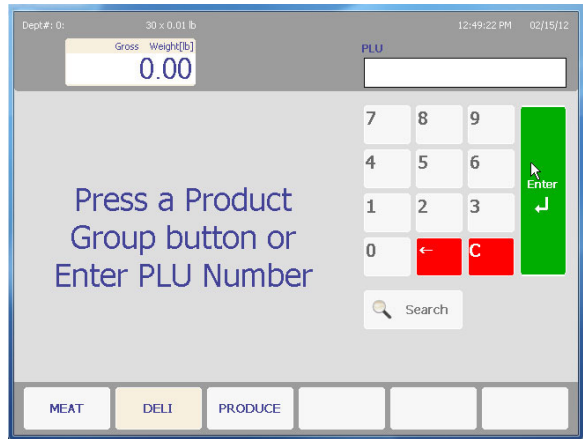 Dept#: 0: 30 x 0.01 lb 12:49:22 PM 02/15/12
Gross Weight[lb]
0.00
PLU
7 8 9
4 5 6
Enter
1 2 3
0 ← C
Press a Product
Group button or
Enter PLU Number
Search
MEAT DELI PRODUCE